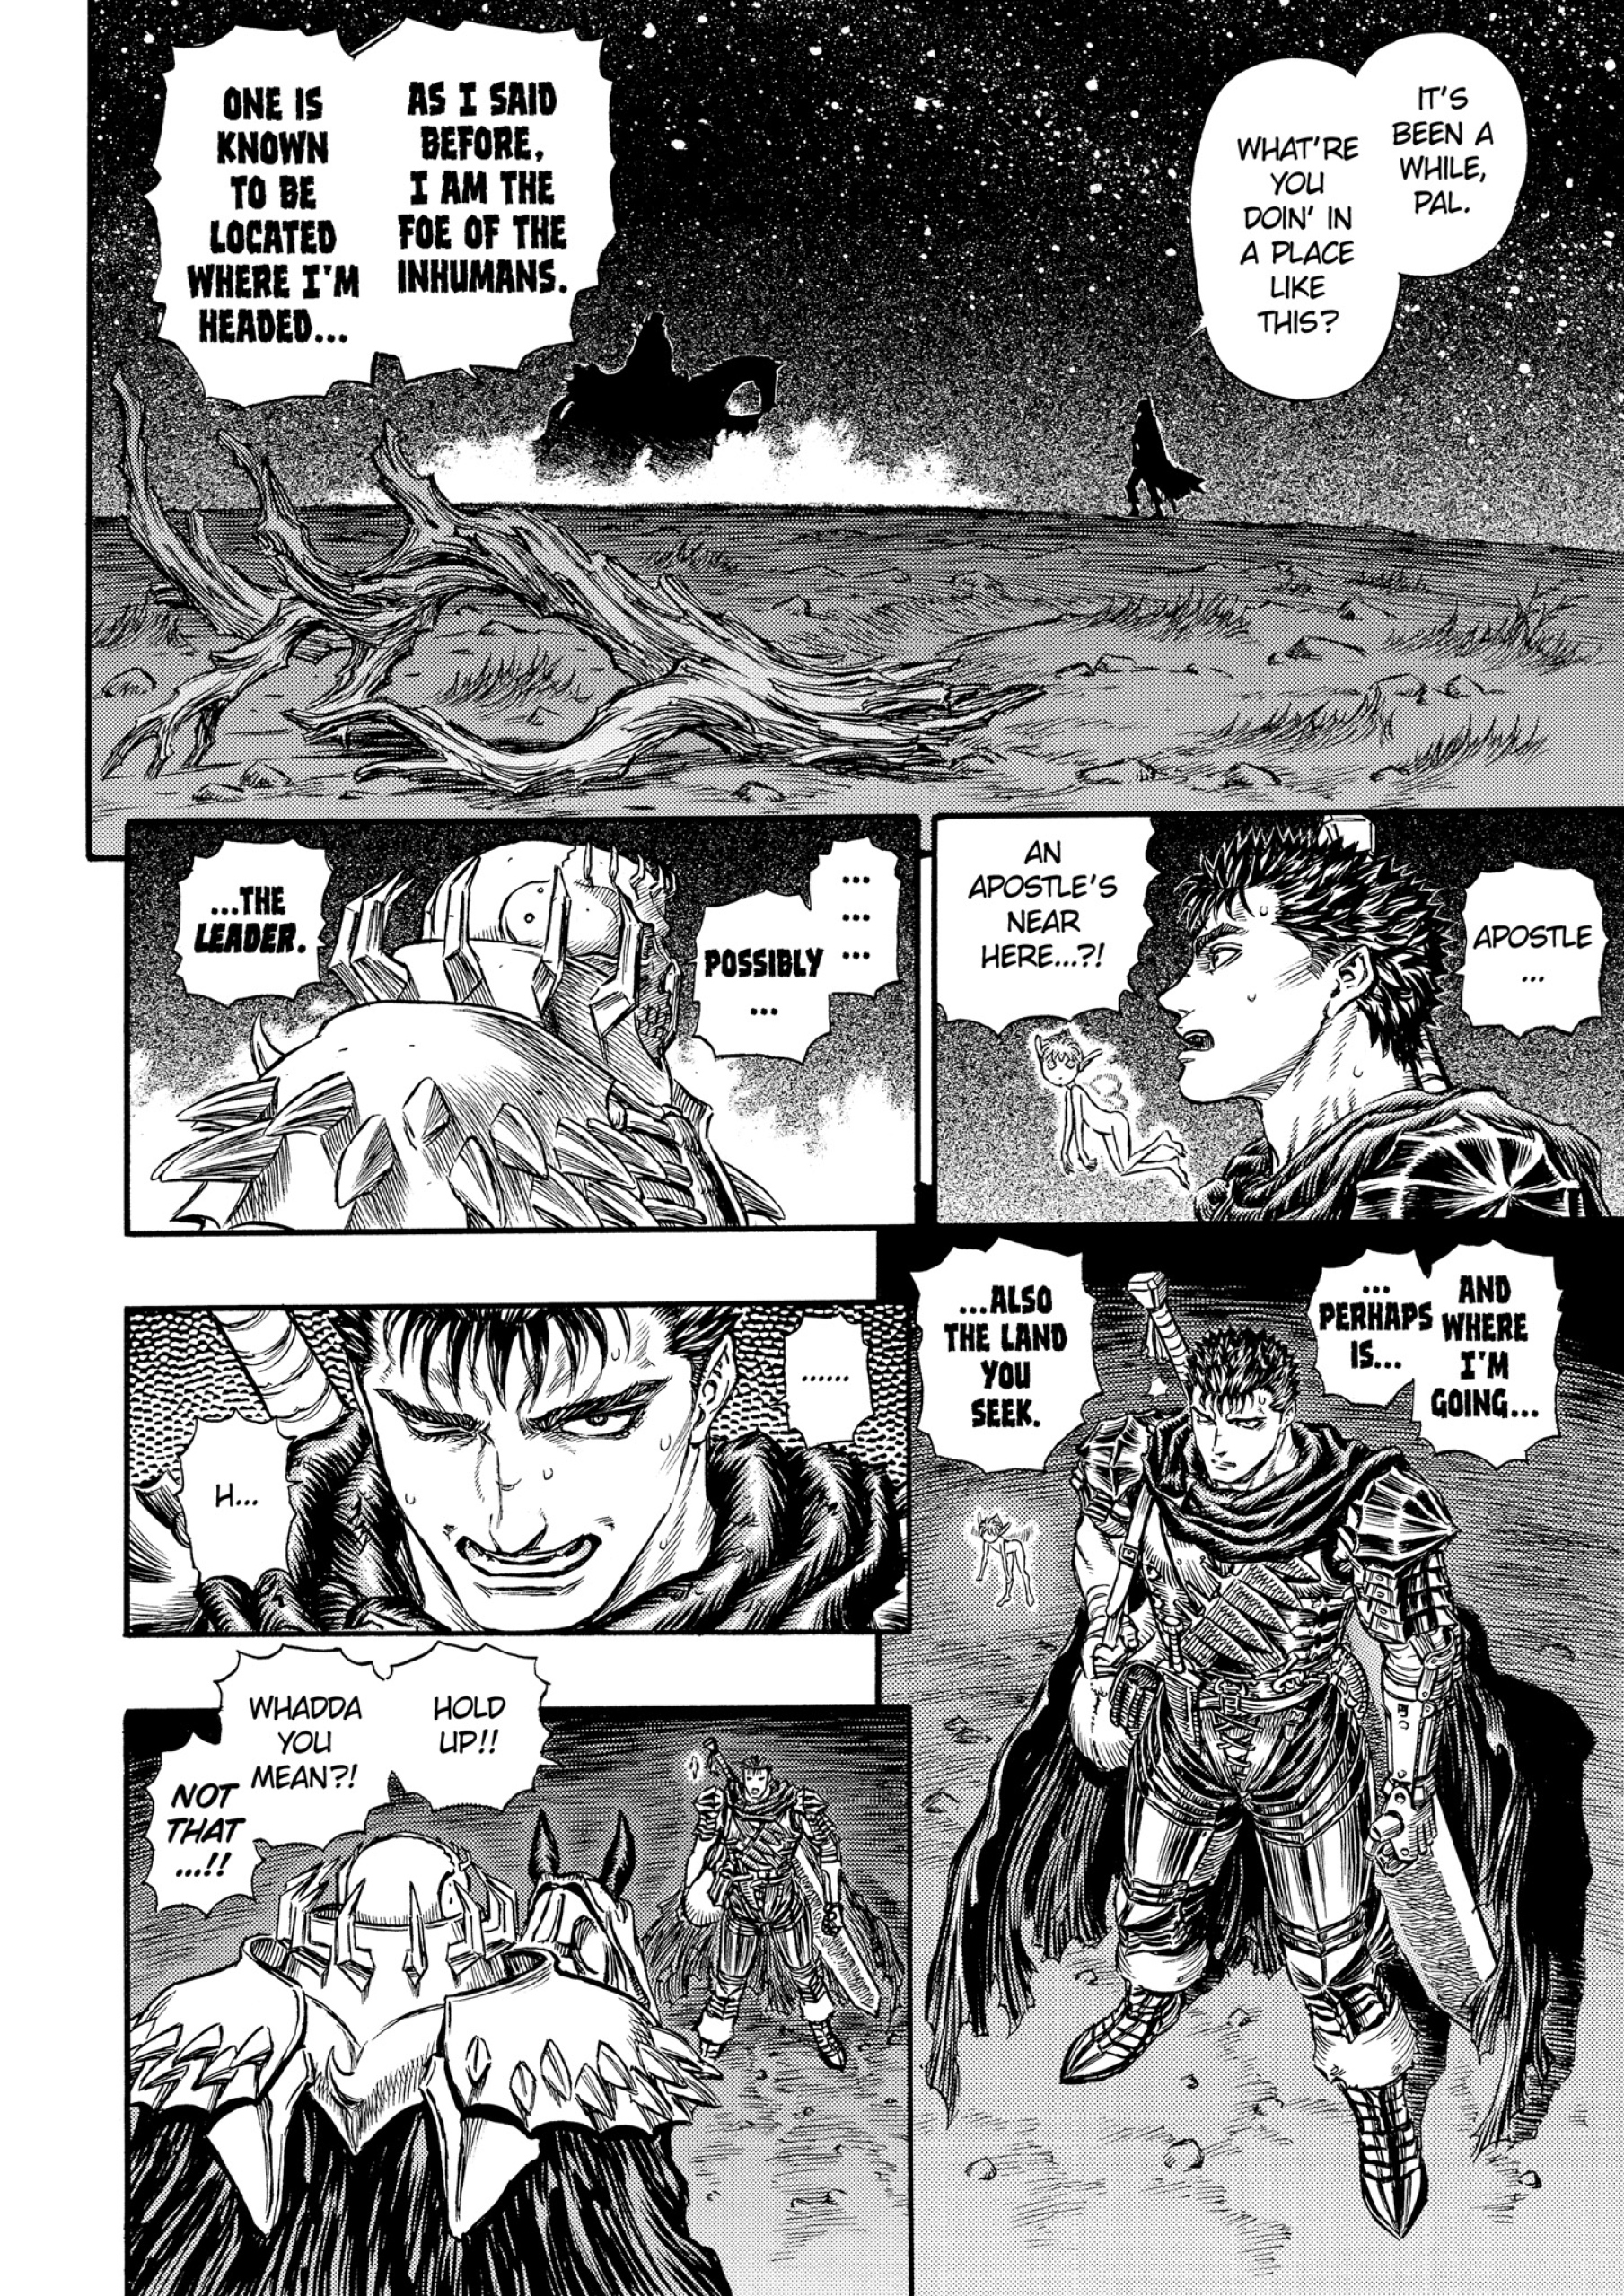 IT'S
BEEN A
WHILE,
PAL.
WHAT'RE
YOU
DOIN' IN
A PLACE
LIKE
THIS?
AS I SAID
BEFORE,
I AM THE
FOE OF THE
INHUMANS.
ONE IS
KNOWN
TO BE
LOCATED
WHERE I'M
HEADED...
APOSTLE
...
AN
APOSTLE'S
NEAR
HERE...?!
...
...
...
POSSIBLY
...
...THE
LEADER.
AND
WHERE
I'M
GOING...
...
PERHAPS
IS...
...ALSO
THE LAND
YOU
SEEK.
......
H...
HOLD
UP!!
WHADDA
YOU
MEAN?!
NOT
THAT
...!!